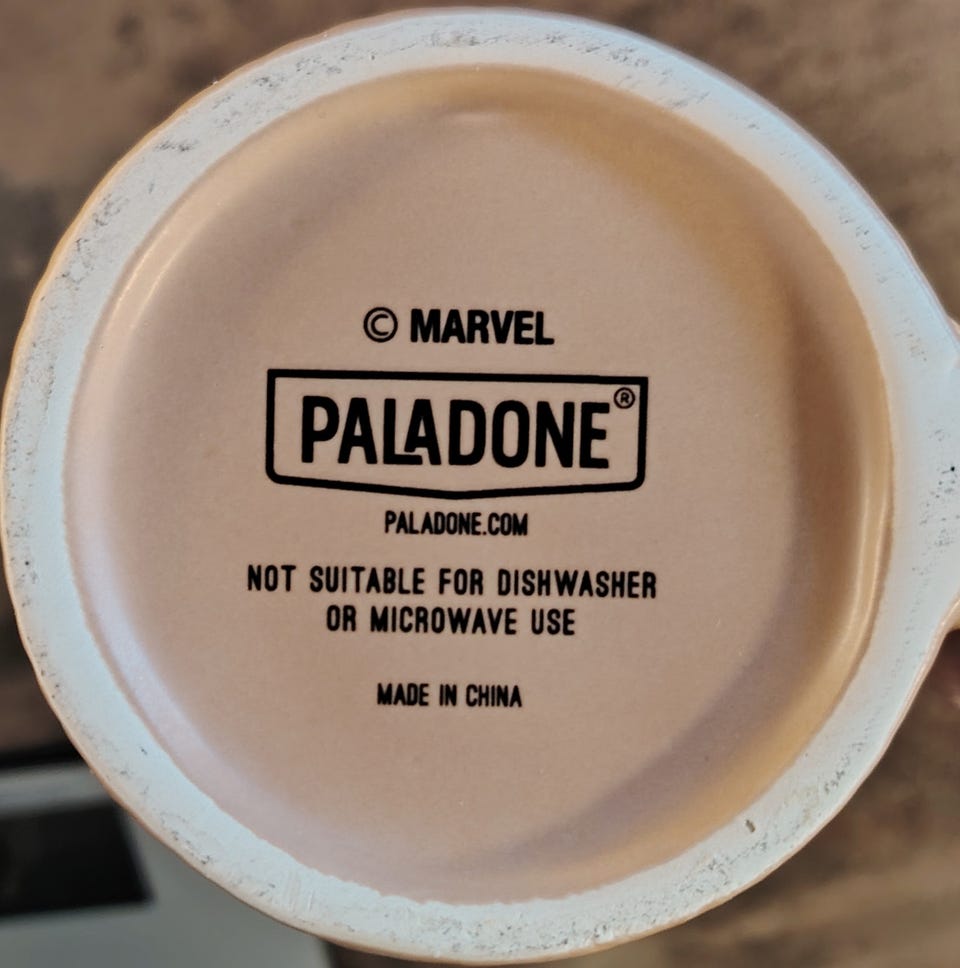 © MARVEL
PALADONE®
PALADONE.COM
NOT SUITABLE FOR DISHWASHER
OR MICROWAVE USE
MADE IN CHINA